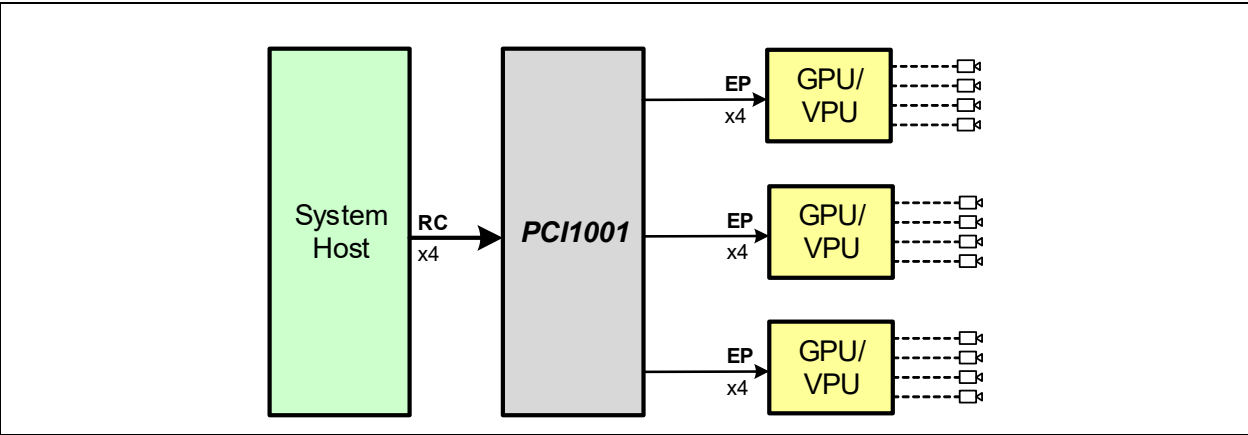 System
Host
RC
x4
PCI1001
EP
x4
GPU/
VPU
EP
x4
GPU/
VPU
EP
x4
GPU/
VPU